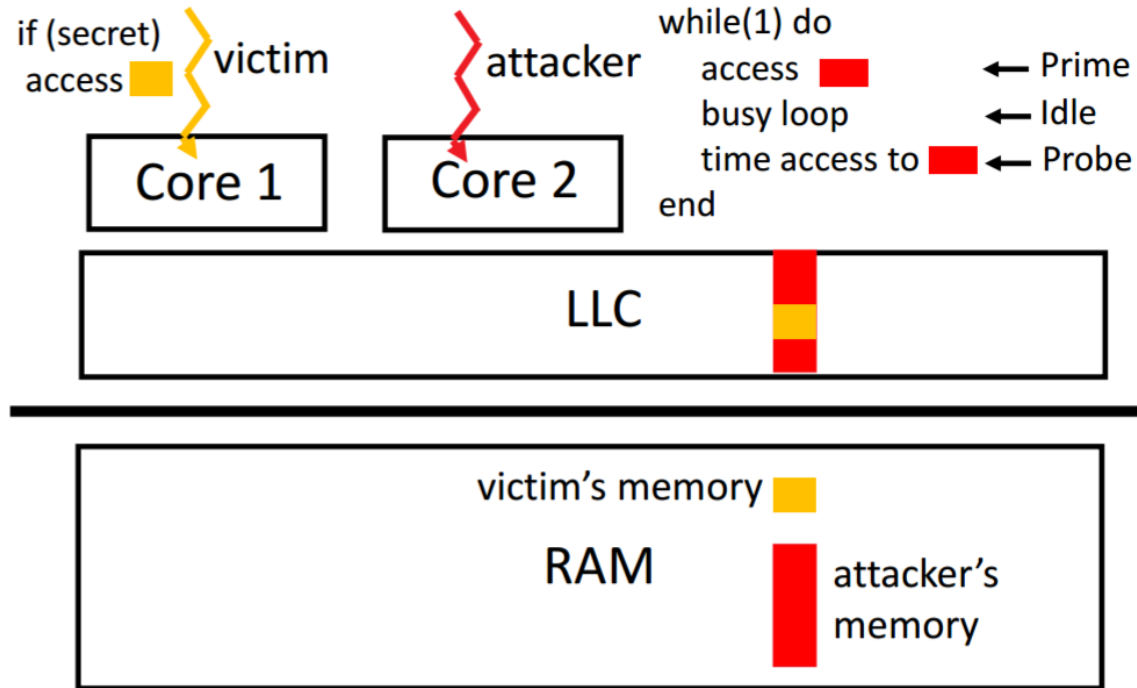 if (secret)
access
victim
attacker
while(1) do
access
Prime
busy loop
Idle
time access to
Probe
end
Core 1
Core 2
LLC
victim's memory
RAM
attacker's
memory